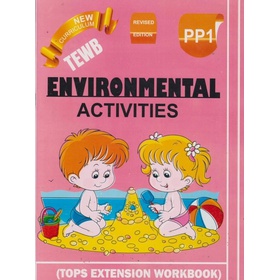 NEW
CURRICULUM
TEWB
REVISED
EDITION
PP1
ENVIRONMENTAL
ACTIVITIES
(TOPS EXTENSION WORKBOOK)